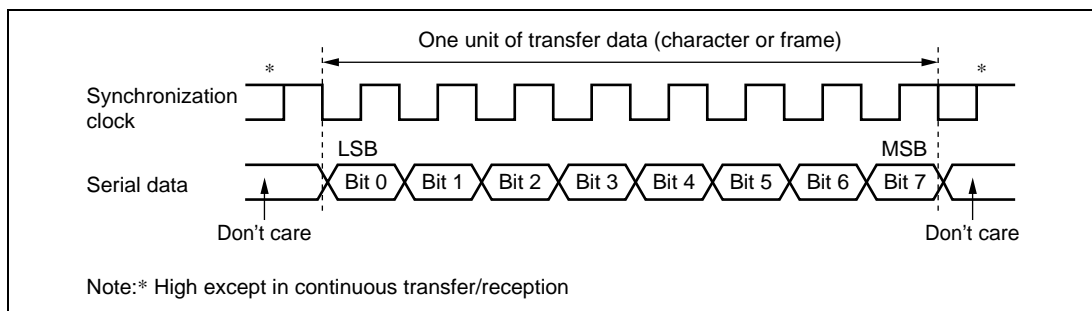 One unit of transfer data (character or frame)
* *
Synchronization
clock
LSB MSB
Serial data Bit 0 Bit 1 Bit 2 Bit 3 Bit 4 Bit 5 Bit 6 Bit 7
Don't care Don't care
Note:* High except in continuous transfer/reception